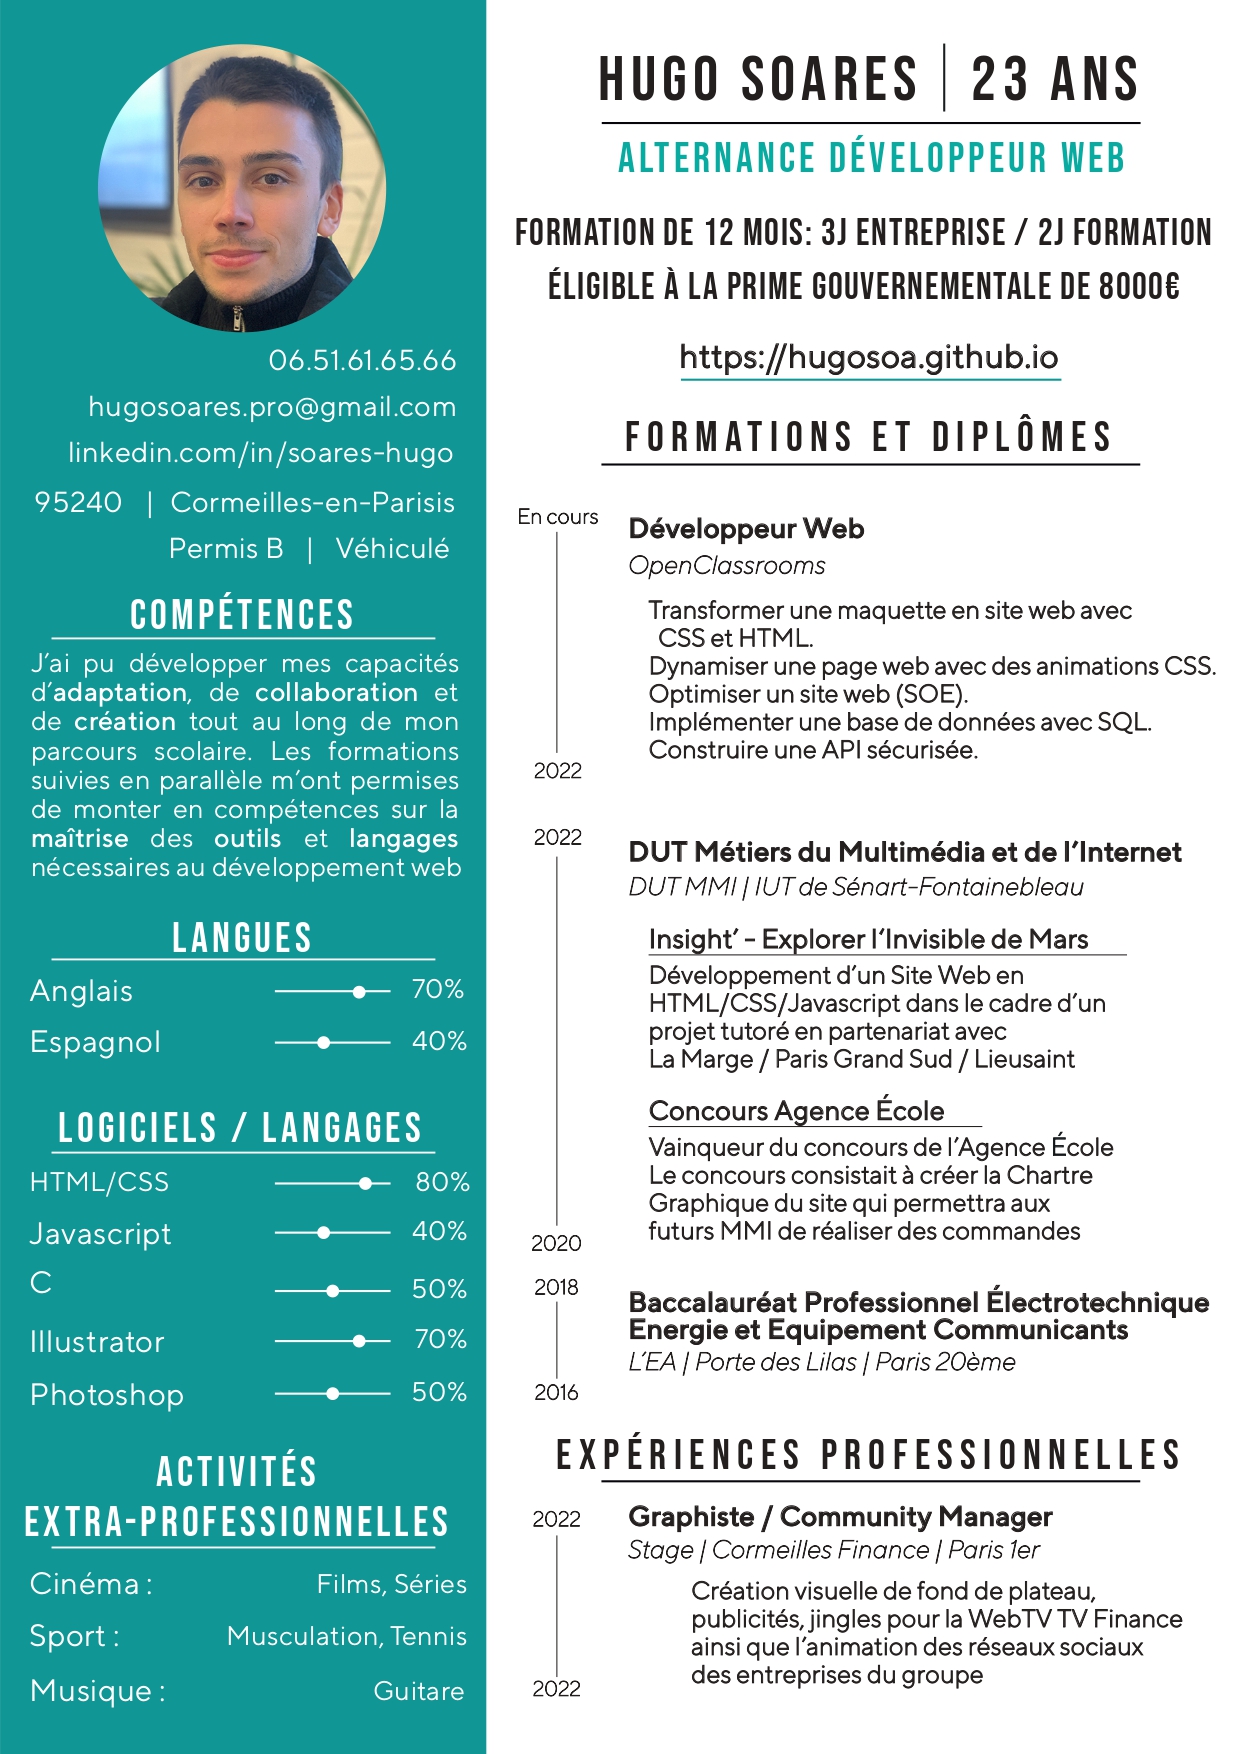 06.51.61.65.66
hugosoares.pro@gmail.com
linkedin.com/in/soares-hugo
95240 | Cormeilles-en-Parisis
Permis B | Véhiculé
COMPÉTENCES
J'ai pu développer mes capacités
d'adaptation, de collaboration et
de création tout au long de mon
parcours scolaire. Les formations
suivies en parallèle m'ont permises
de monter en compétences sur la
maîtrise des outils et langages
nécessaires au développement web
LANGUES
Anglais 70%
Espagnol 40%
LOGICIELS / LANGAGES
HTML/CSS 80%
Javascript 40%
C 50%
Illustrator 70%
Photoshop 50%
ACTIVITÉS
EXTRA-PROFESSIONNELLES
Cinéma : Films, Séries
Sport : Musculation, Tennis
Musique : Guitare
HUGO SOARES | 23 ANS
ALTERNANCE DÉVELOPPEUR WEB
FORMATION DE 12 MOIS: 3J ENTREPRISE / 2J FORMATION
ÉLIGIBLE À LA PRIME GOUVERNEMENTALE DE 8000€
https://hugosoa.github.io
FORMATIONS ET DIPLÔMES
En cours
Développeur Web
OpenClassrooms
Transformer une maquette en site web avec
CSS et HTML.
Dynamiser une page web avec des animations CSS.
Optimiser un site web (SOE).
Implémenter une base de données avec SQL.
Construire une API sécurisée.
2022
2022
DUT Métiers du Multimédia et de l'Internet
DUT MMI | IUT de Sénart-Fontainebleau
Insight' - Explorer l'Invisible de Mars
Développement d'un Site Web en
HTML/CSS/Javascript dans le cadre d'un
projet tutoré en partenariat avec
La Marge / Paris Grand Sud / Lieusaint
Concours Agence École
Vainqueur du concours de l'Agence École
Le concours consistait à créer la Chartre
Graphique du site qui permettra aux
futurs MMI de réaliser des commandes
2020
2018
Baccalauréat Professionnel Électrotechnique
Energie et Equipement Communicants
L'EA | Porte des Lilas | Paris 20ème
2016
EXPÉRIENCES PROFESSIONNELLES
2022
Graphiste / Community Manager
Stage | Cormeilles Finance | Paris 1er
Création visuelle de fond de plateau,
publicités, jingles pour la WebTV TV Finance
ainsi que l'animation des réseaux sociaux
des entreprises du groupe
2022